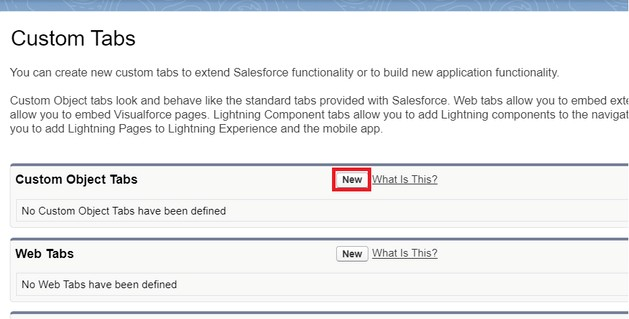 Custom Tabs
You can create new custom tabs to extend Salesforce functionality or to build new application functionality.
Custom Object tabs look and behave like the standard tabs provided with Salesforce. Web tabs allow you to embed
allow you to embed Visualforce pages. Lightning Component tabs allow you to add Lightning components to the
you to add Lightning Pages to Lightning Experience and the mobile app.
Custom Object Tabs New What Is This?
No Custom Object Tabs have been defined
Web Tabs New What Is This?
No Web Tabs have been defined